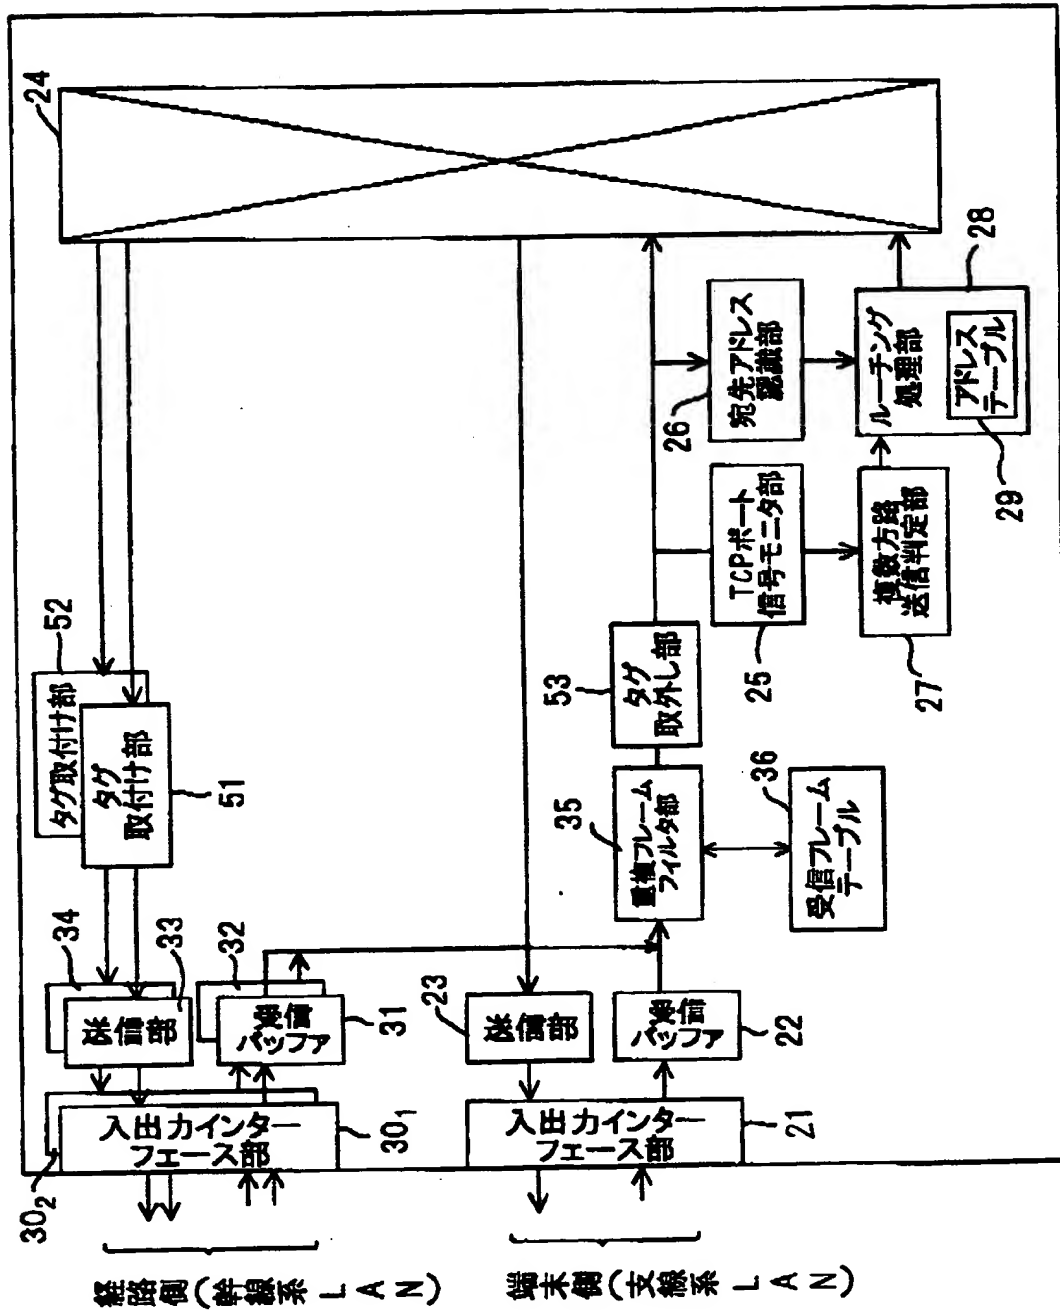 24
52
タグ取付け部
タグ
取付け部
51
34
送信部
33
32
受信
バッファ
31
入出力インター
フェース部
30₁
30₂
経路側(幹線系LAN)
23
送信部
受信
バッファ
22
入出力インター
フェース部
21
端末側(支線系LAN)
35
重複フレーム
フィルタ部
36
受信フレーム
テーブル
53
タグ
取外し部
TCPポート
信号モニタ部
25
26
宛先アドレス
認識部
複数方路
送信判定部
27
28
ルーチング
処理部
アドレス
テーブル
29